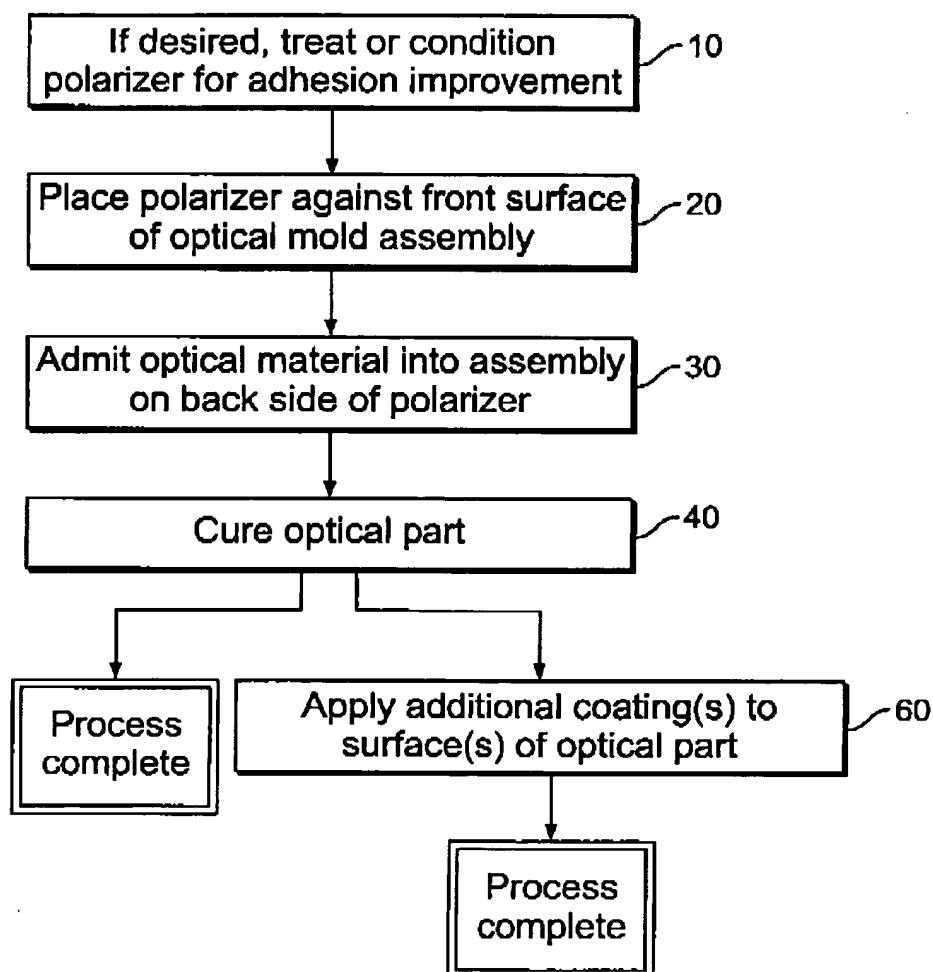 If desired, treat or condition
polarizer for adhesion improvement
10
Place polarizer against front surface
of optical mold assembly
20
Admit optical material into assembly
on back side of polarizer
30
Cure optical part
40
Process
complete
Apply additional coating(s) to
surface(s) of optical part
60
Process
complete